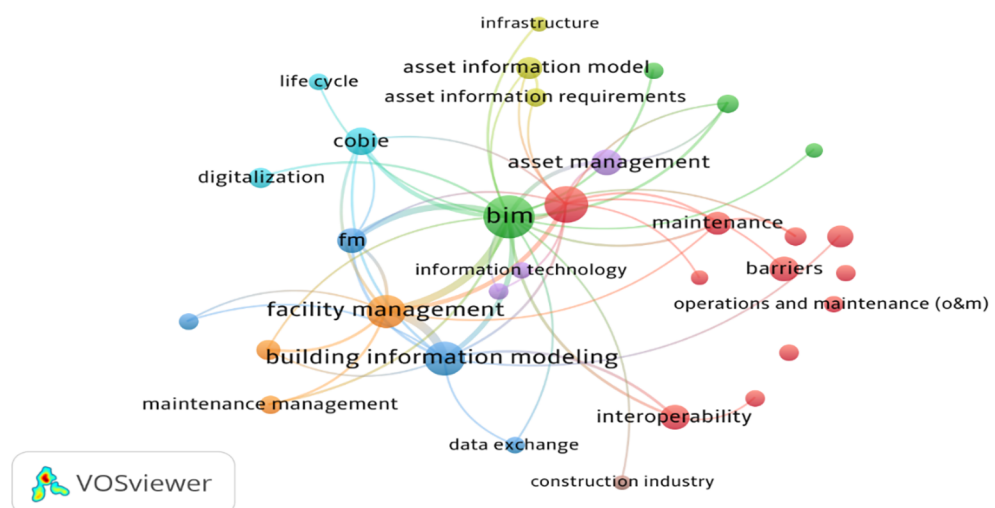 infrastructure
asset information model
life cycle
asset information requirements
cobie
asset management
digitalization
bim
maintenance
fm
information technology
barriers
operations and maintenance (o&m)
facility management
building information modeling
maintenance management
interoperability
data exchange
construction industry
VOSviewer